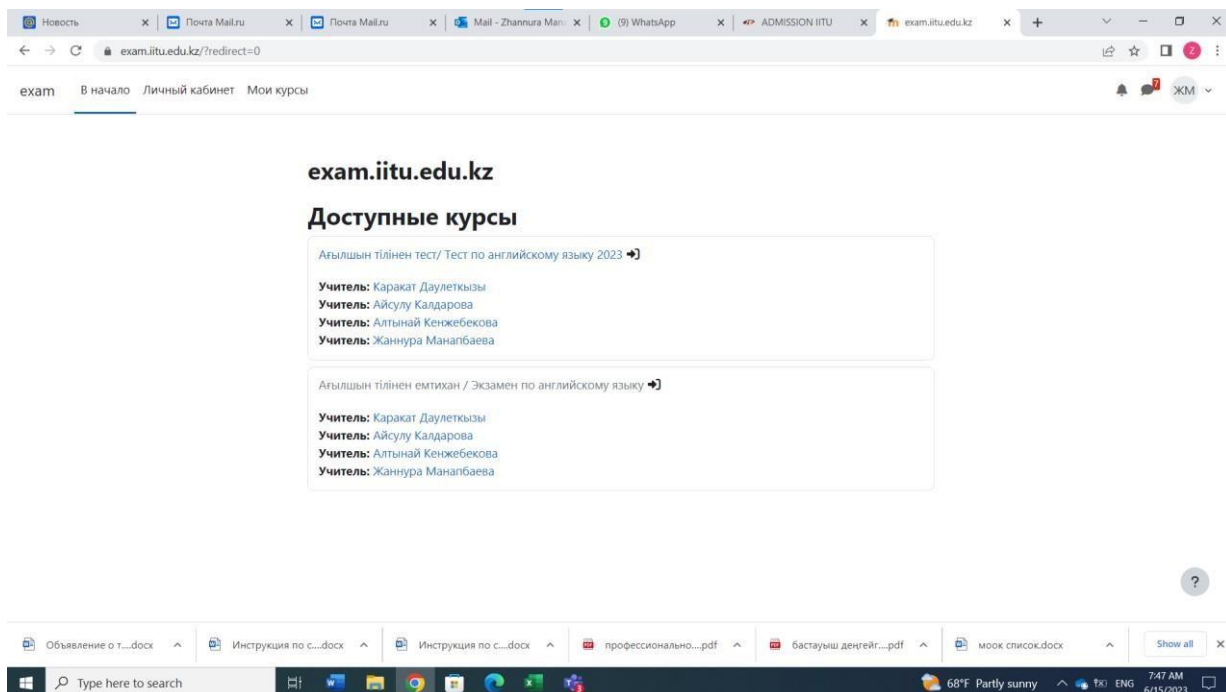 Новость
Почта Mail.ru
Почта Mail.ru
Mail - Zhannura Man
(9) WhatsApp
ADMISSION IITU
exam.iitu.edu.kz
exam.iitu.edu.kz/?redirect=0
Z
exam В начало Личный кабинет Мои курсы
7
ЖМ
exam.iitu.edu.kz
Доступные курсы
Ағылшын тілінен тест/ Тест по английскому языку 2023
Учитель: Каракат Даулеткызы
Учитель: Айсулу Калдарова
Учитель: Алтынай Кенжебекова
Учитель: Жаннура Манапбаева
Ағылшын тілінен емтихан / Экзамен по английскому языку
Учитель: Каракат Даулеткызы
Учитель: Айсулу Калдарова
Учитель: Алтынай Кенжебекова
Учитель: Жаннура Манапбаева
?
Объявление о т....docx
Инструкция по с....docx
Инструкция по с....docx
профессионально....pdf
бастауыш деңгейг....pdf
моок список.docx
Show all
Type here to search
68°F Partly sunny
ENG
7:47 AM
6/15/2023